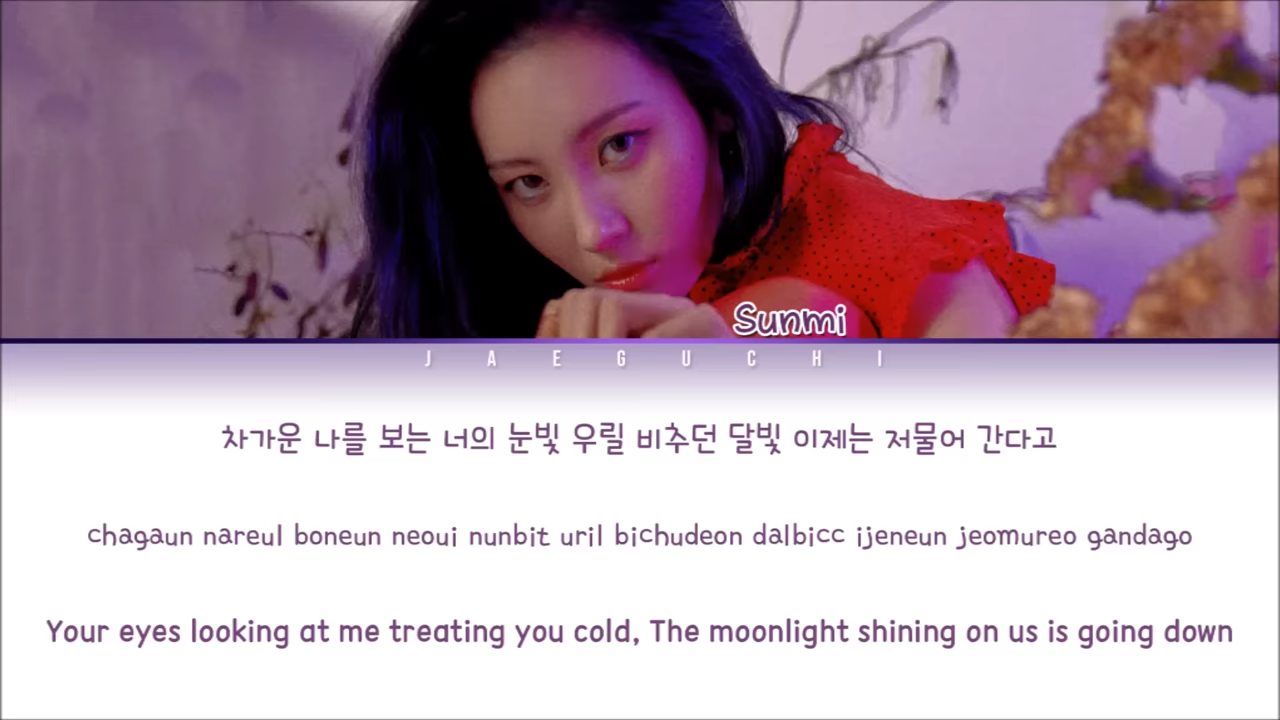 Sunmi
JAEGUCHI
차가운 나를 보는 너의 눈빛 우릴 비추던 달빛 이제는 저물어 간다고
chagaun nareul boneun neoui nunbit uril bichudeon dalbicc ijeneun jeomureo gandago
Your eyes looking at me treating you cold, The moonlight shining on us is going down